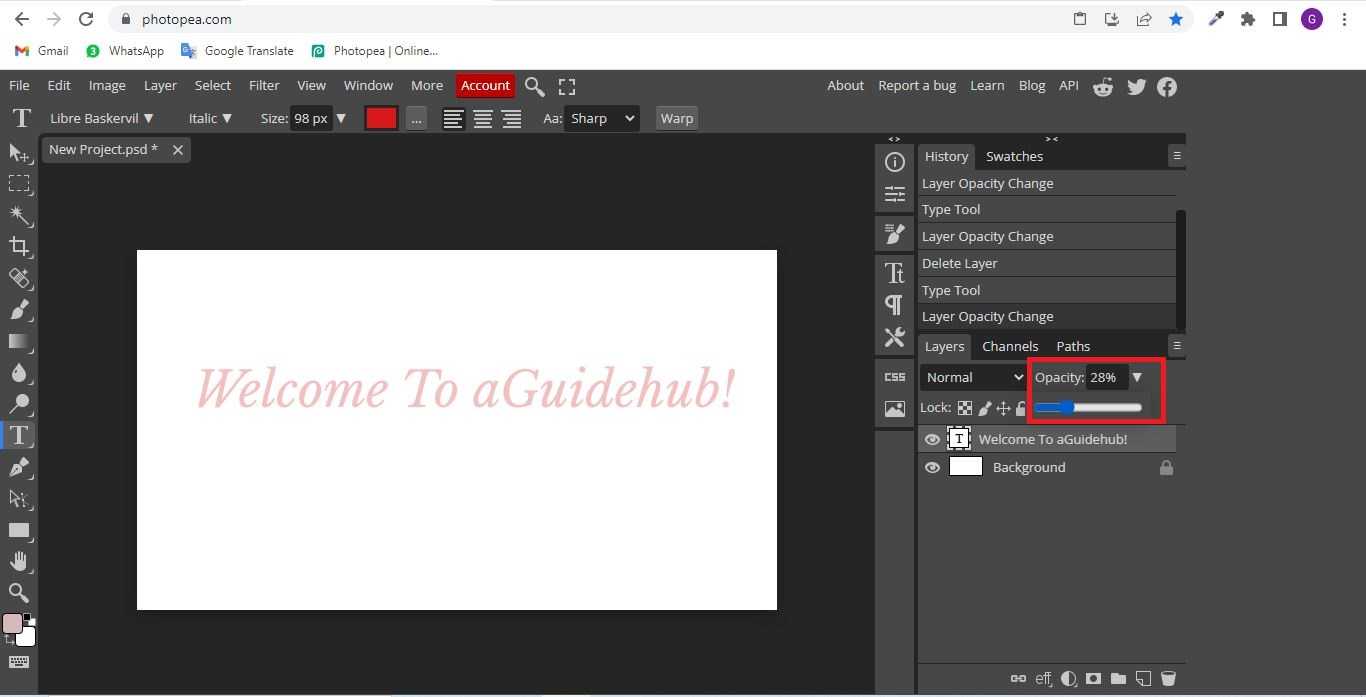 photopea.com
G
Gmail
3
WhatsApp
Google Translate
Photopea | Online...
File Edit Image Layer Select Filter View Window More Account
About Report a bug Learn Blog API
T Libre Baskervil ▼ Italic ▼ Size: 98 px ▼ ... Aa: Sharp Warp
New Project.psd *
< >
> <
History Swatches
Layer Opacity Change
Type Tool
Layer Opacity Change
Delete Layer
Type Tool
Layer Opacity Change
Tt
Layers Channels Paths
CSS
Normal Opacity: 28% ▼
Lock:
T
T Welcome To aGuidehub!
Background
Welcome To aGuidehub!
eff